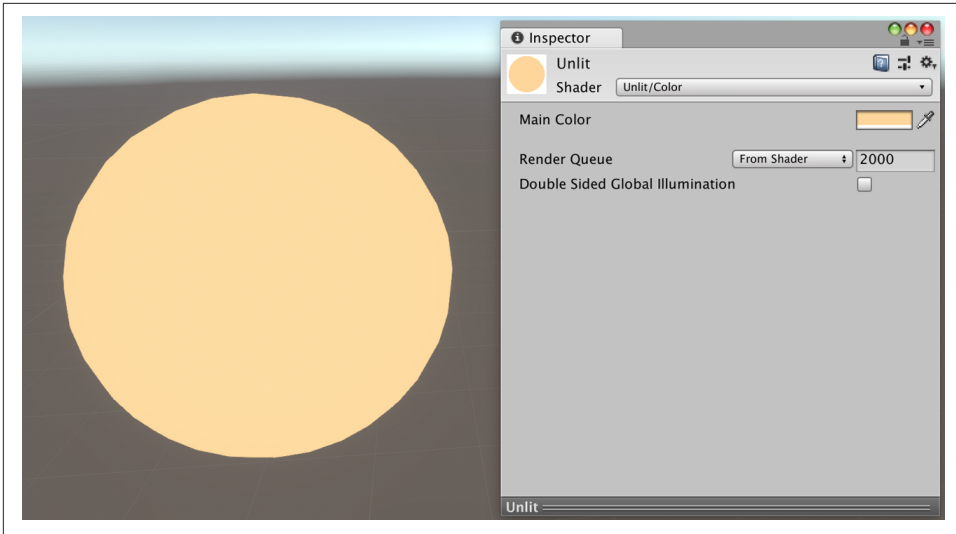 Inspector
Unlit
Shader Unlit/Color
Main Color
Render Queue From Shader 2000
Double Sided Global Illumination
Unlit